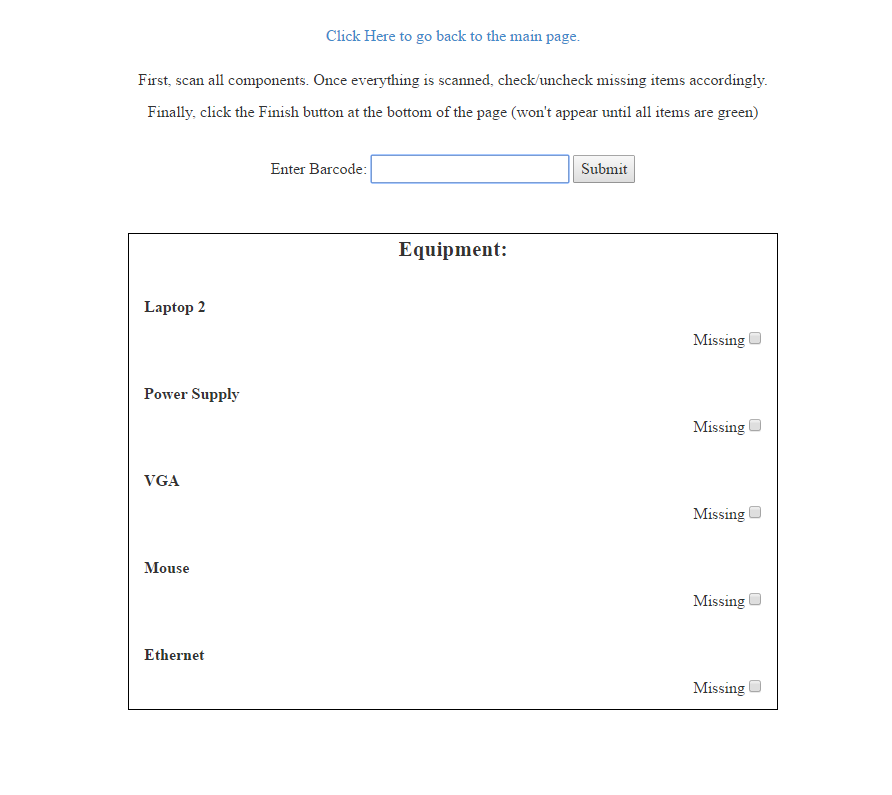 Click Here to go back to the main page.
First, scan all components. Once everything is scanned, check/uncheck missing items accordingly.
Finally, click the Finish button at the bottom of the page (won't appear until all items are green)
Enter Barcode: Submit
Equipment:
Laptop 2
Missing
Power Supply
Missing
VGA
Missing
Mouse
Missing
Ethernet
Missing